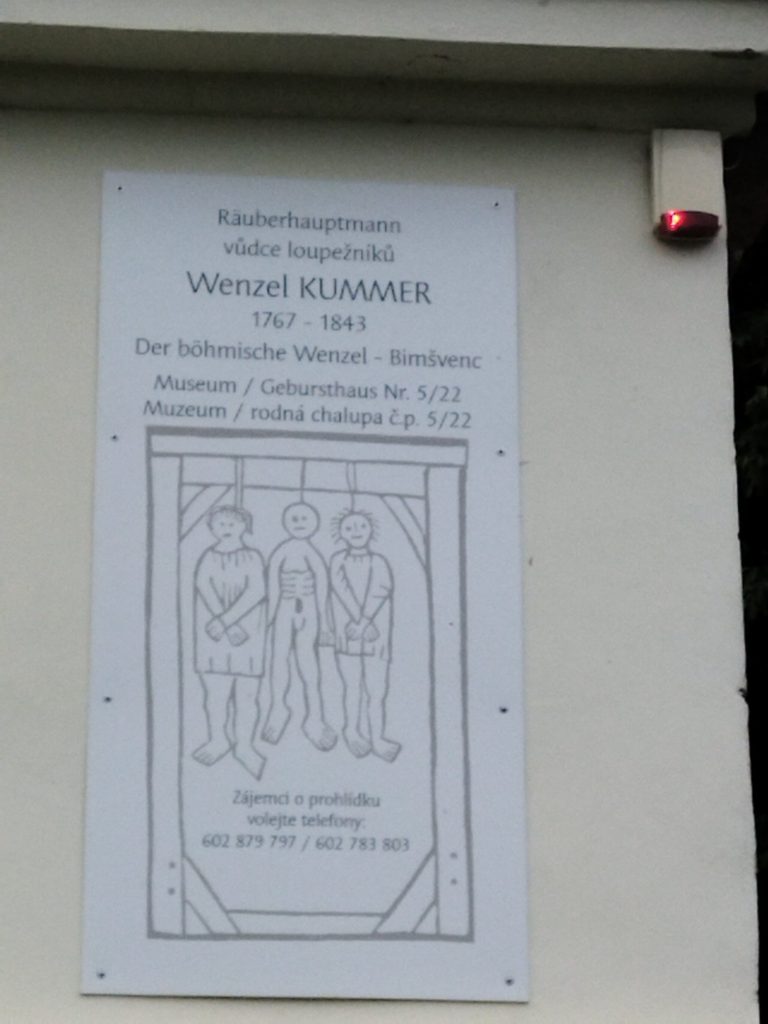 Räuberhauptmann
vůdce loupežníků
Wenzel KUMMER
1767 - 1843
Der böhmische Wenzel - Bimšvenc
Museum / Gebursthaus Nr. 5/22
Muzeum / rodná chalupa č.p. 5/22
Zájemci o prohlídku
volejte telefony:
602 879 797 / 602 783 803